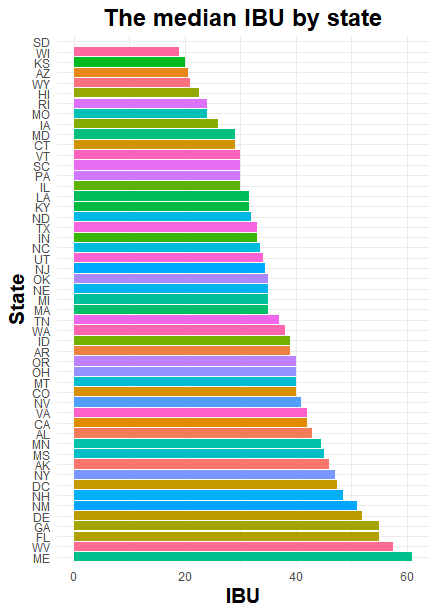 The median IBU by state
SD
WI
KS
AZ
WY
HI
RI
MO
IA
MD
CT
VT
SC
PA
IL
LA
KY
ND
TX
IN
NC
UT
NJ
OK
NE
MI
MA
TN
WA
ID
AR
OR
OH
MT
CO
NV
VA
CA
AL
MN
MS
AK
NY
DC
NH
NM
DE
GA
FL
WV
ME
State
0 20 40 60
IBU